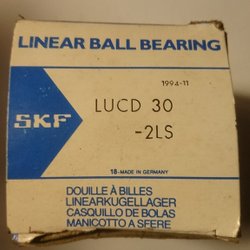 LINEAR BALL BEARING
1994-11
LUCD 30
SKF
-2LS
18-MADE IN GERMANY
DOUILLE À BILLES
LINEARKUGELLAGER
CASQUILLO DE BOLAS
MANICOTTO A SFERE